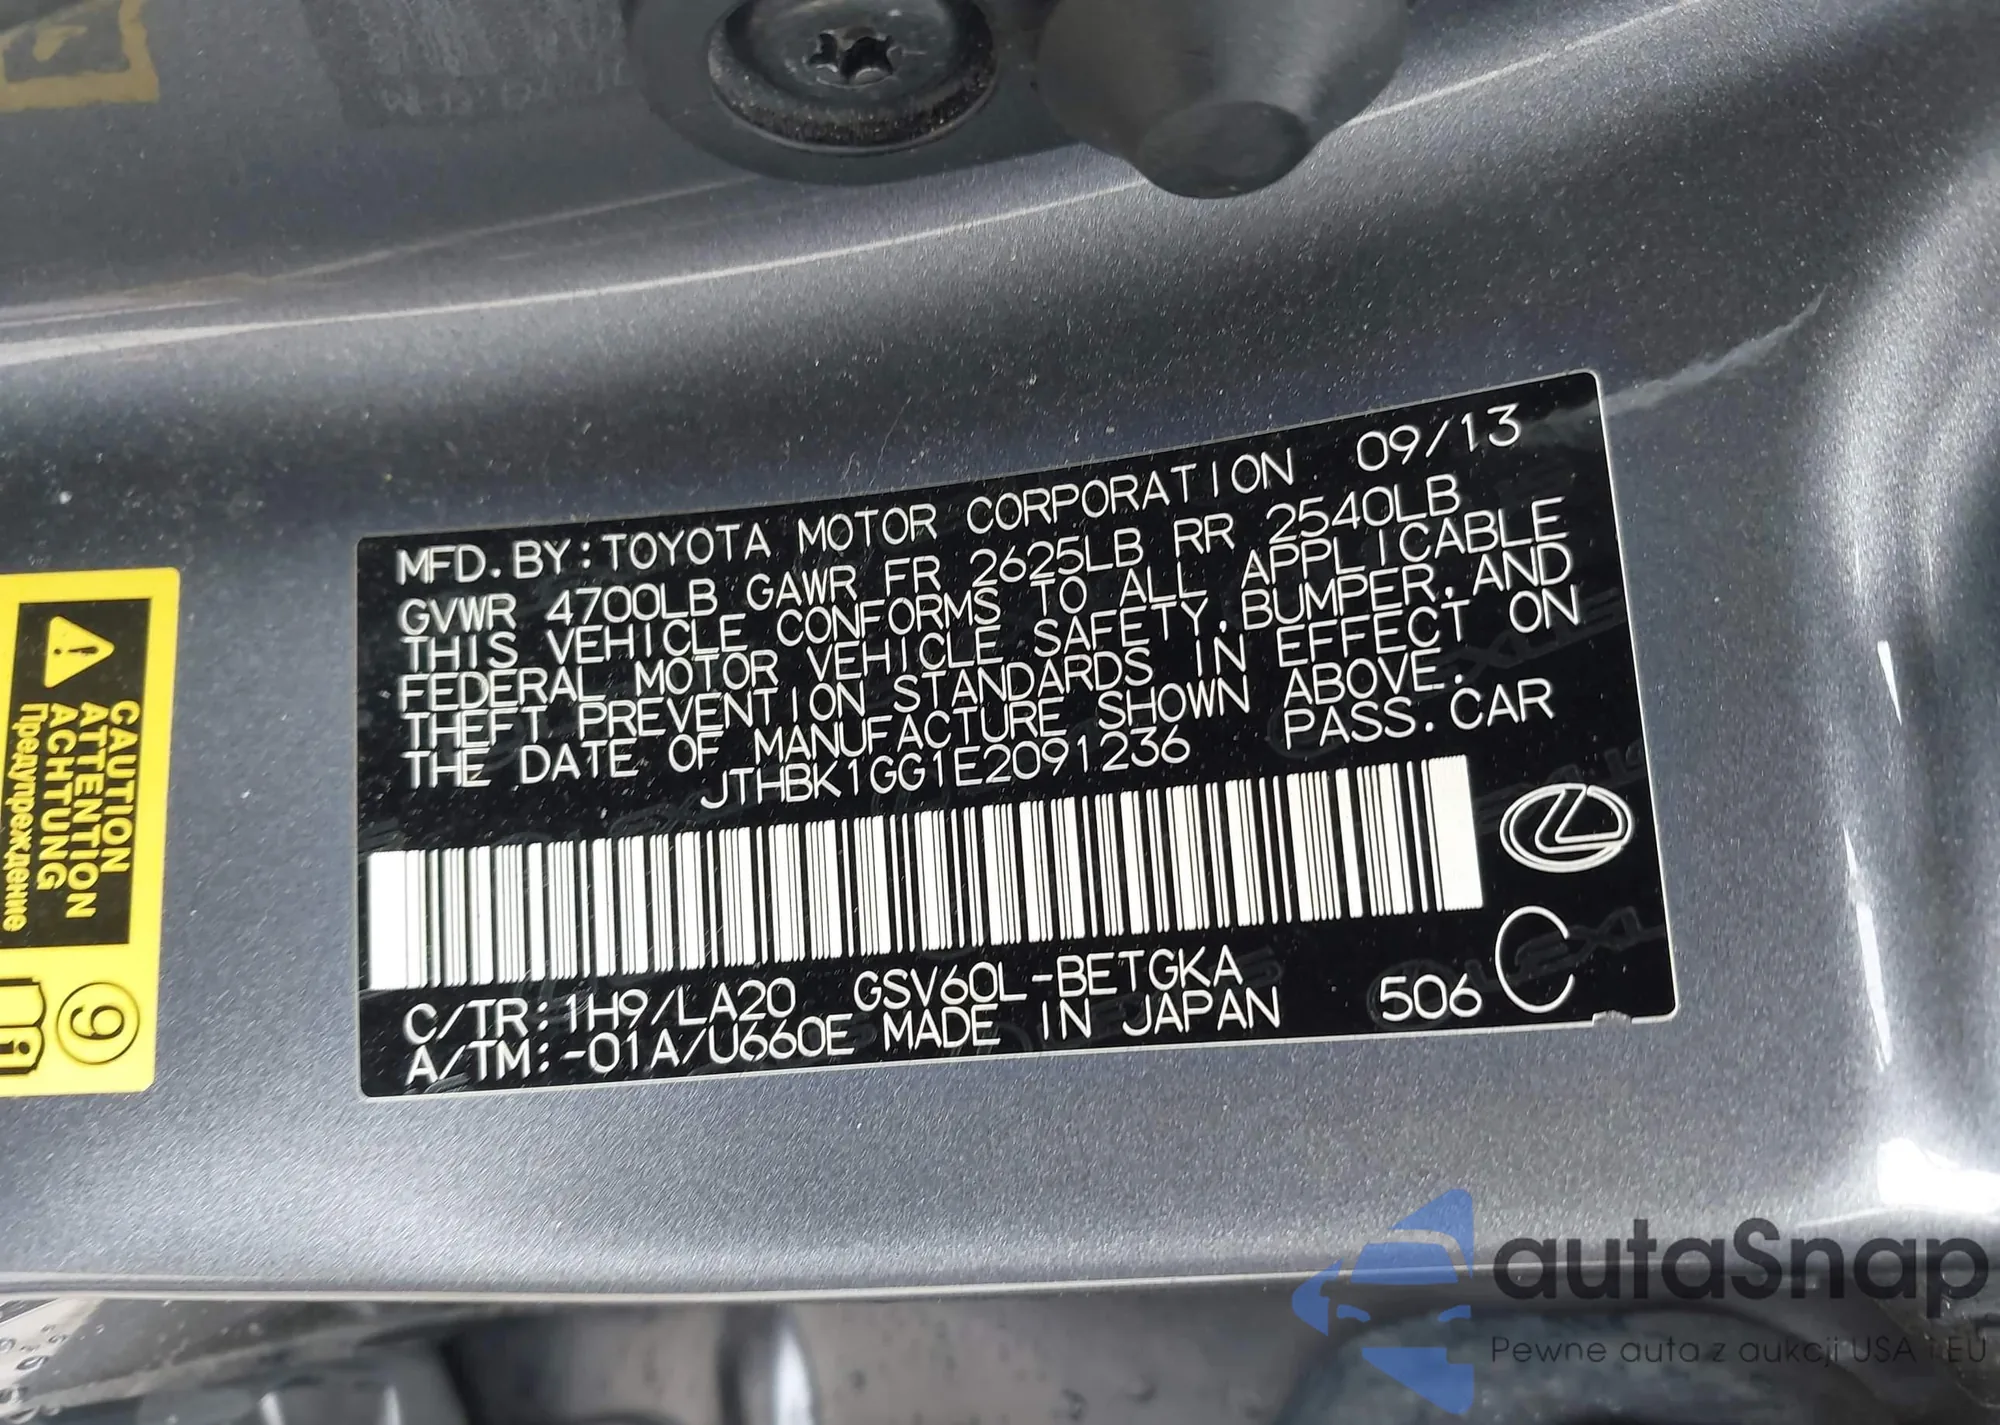 MFD. BY: TOYOTA MOTOR CORPORATION 09/13
GVWR 4700LB GAWR FR 2625LB RR 2540LB
THIS VEHICLE CONFORMS TO ALL APPLICABLE
FEDERAL MOTOR VEHICLE SAFETY, BUMPER, AND
THEFT PREVENTION STANDARDS IN EFFECT ON
THE DATE OF MANUFACTURE SHOWN ABOVE.
JTHBK1GG1E2091236 PASS. CAR
C/TR: 1H9/LA20 GSV60L-BETGKA
A/TM: -01A/U660E MADE IN JAPAN 506 C
CAUTION
ATTENTION
ACHTUNG
Предупреждение
9
autaSnap
Pewne auta z aukcji USA i EU